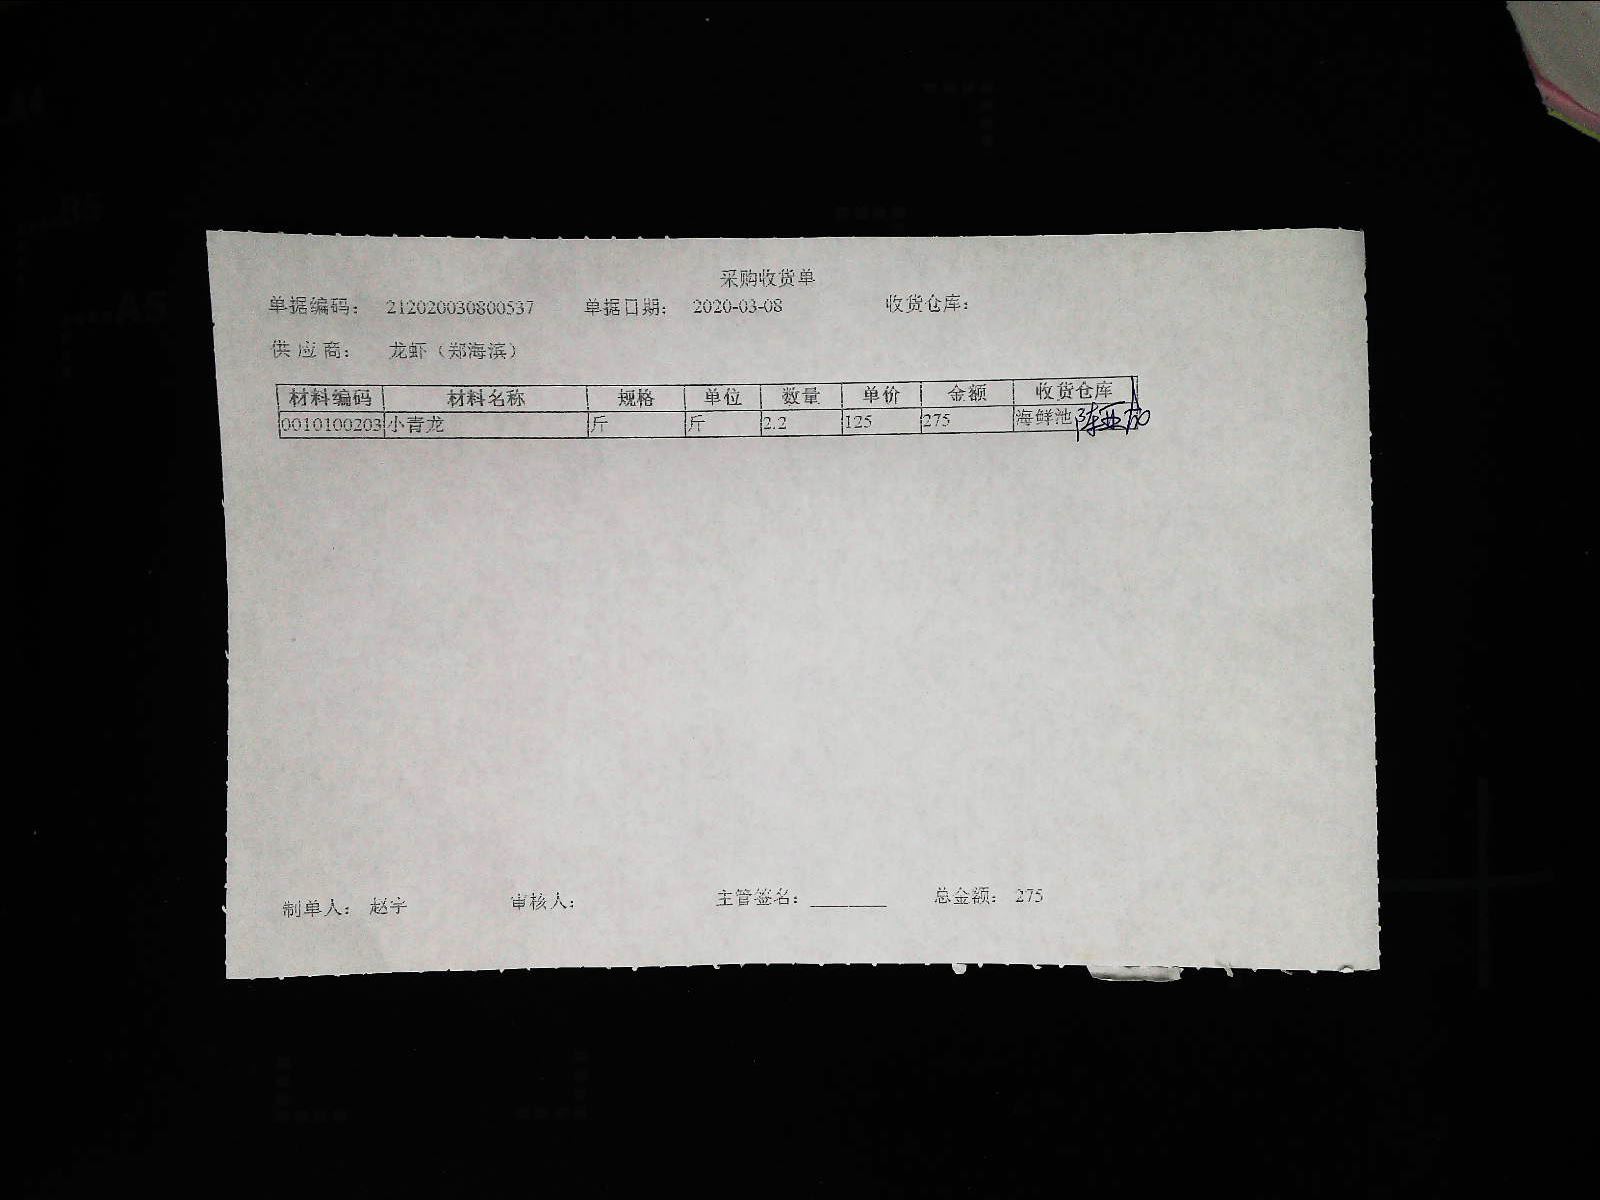 采购收货单
单据编码： 212020030800537 单据日期： 2020-03-08 收货仓库：
供 应 商： 龙虾（郑海滨）
材料编码 材料名称 规格 单位 数量 单价 金额 收货仓库
0010100203 小青龙 斤 斤 2.2 125 275 海鲜池
制单人： 赵宇 审核人： 主管签名：________ 总金额： 275